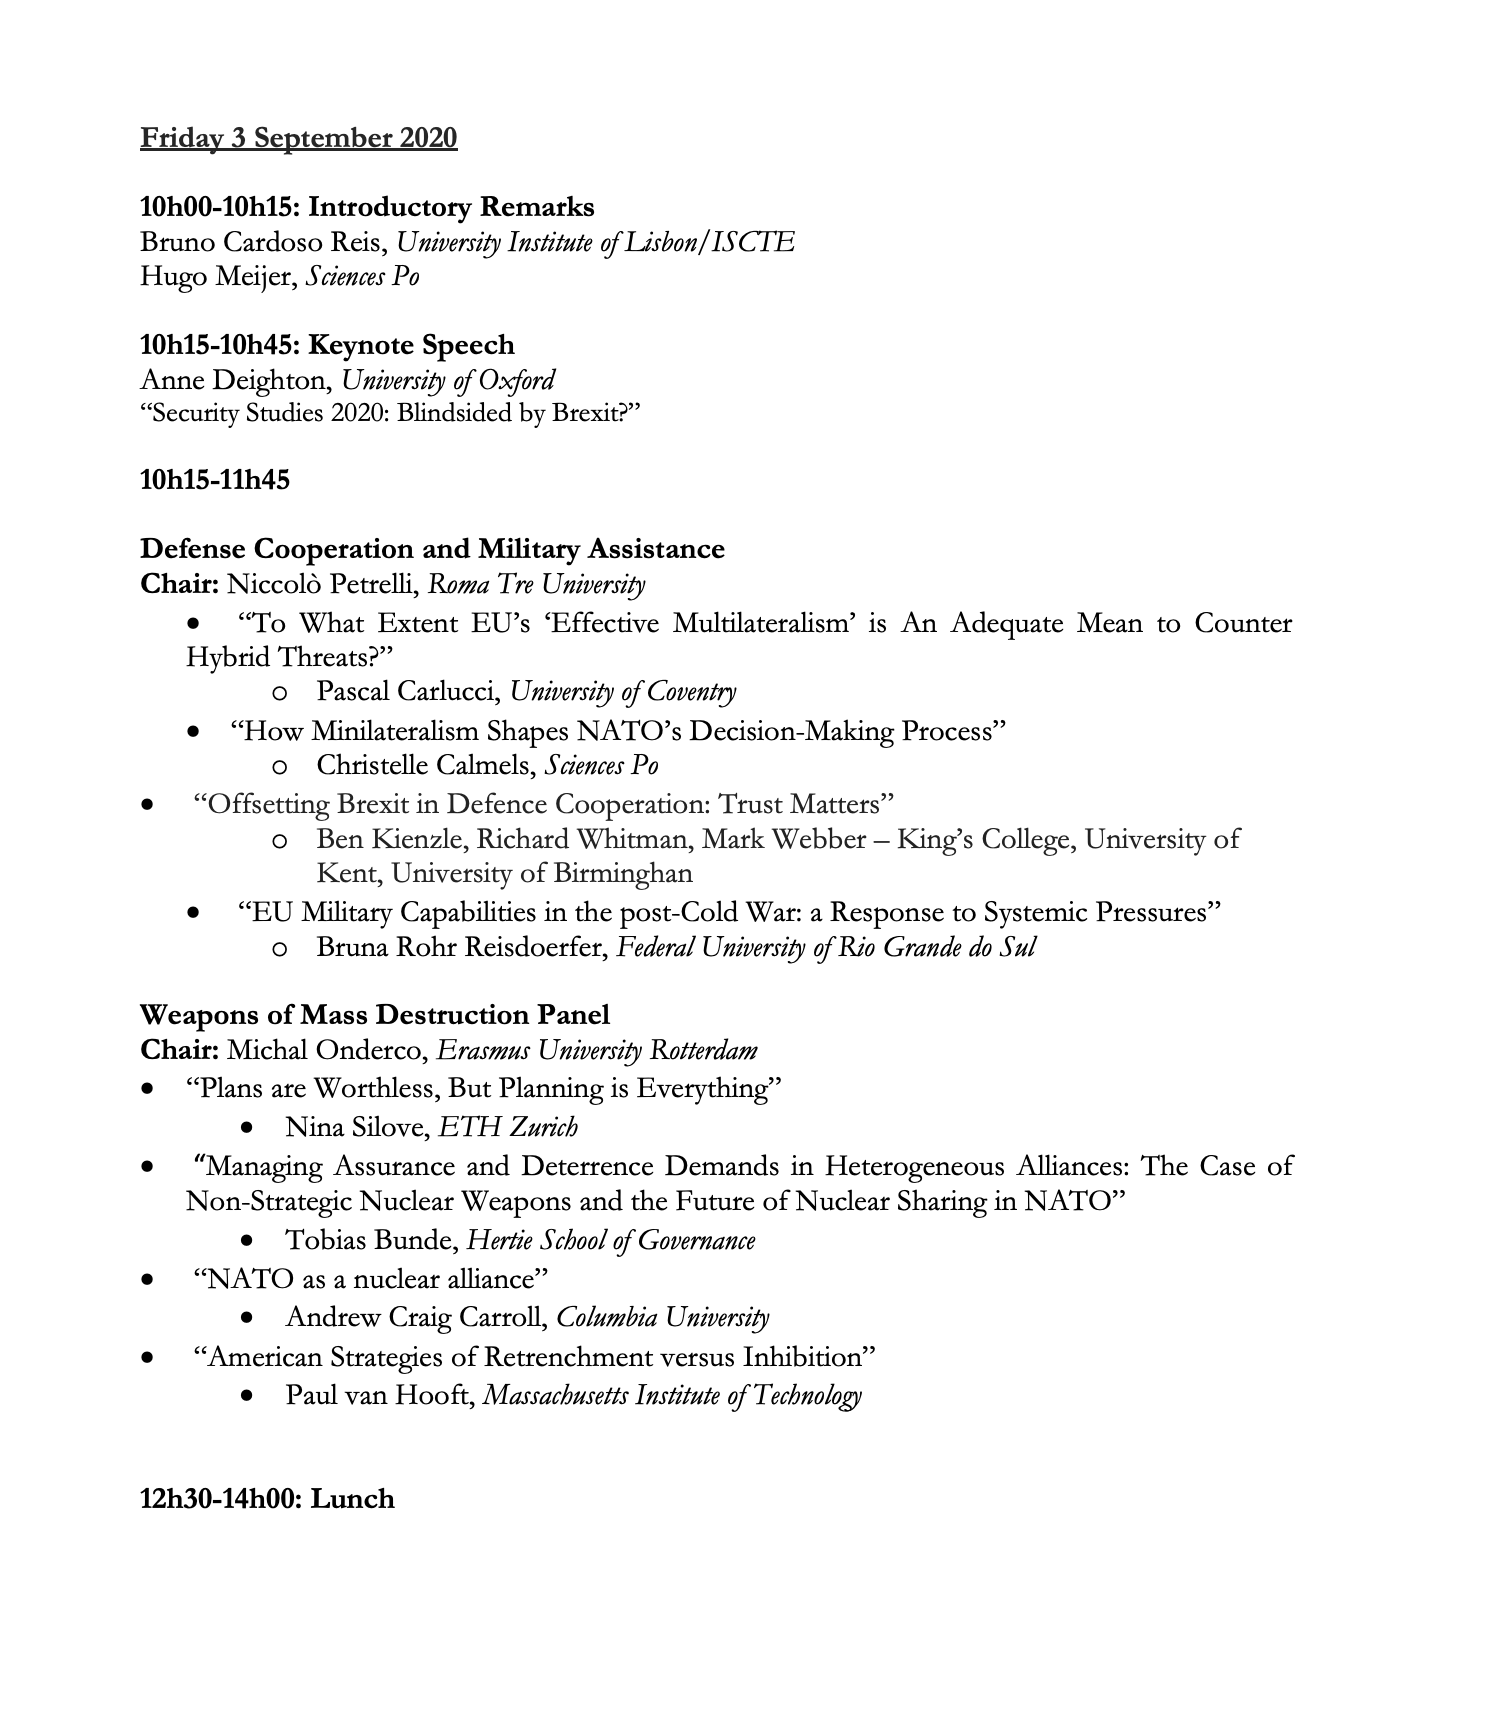 Friday 3 September 2020
10h00-10h15: Introductory Remarks
Bruno Cardoso Reis, University Institute of Lisbon/ISCTE
Hugo Meijer, Sciences Po
10h15-10h45: Keynote Speech
Anne Deighton, University of Oxford
“Security Studies 2020: Blindsided by Brexit?”
10h15-11h45
Defense Cooperation and Military Assistance
Chair: Niccolò Petrelli, Roma Tre University
• “To What Extent EU’s ‘Effective Multilateralism’ is An Adequate Mean to Counter
Hybrid Threats?”
o Pascal Carlucci, University of Coventry
• “How Minilateralism Shapes NATO’s Decision-Making Process”
o Christelle Calmels, Sciences Po
• “Offsetting Brexit in Defence Cooperation: Trust Matters”
o Ben Kienzle, Richard Whitman, Mark Webber – King’s College, University of
Kent, University of Birminghan
• “EU Military Capabilities in the post-Cold War: a Response to Systemic Pressures”
o Bruna Rohr Reisdoerfer, Federal University of Rio Grande do Sul
Weapons of Mass Destruction Panel
Chair: Michal Onderco, Erasmus University Rotterdam
• “Plans are Worthless, But Planning is Everything”
• Nina Silove, ETH Zurich
• “Managing Assurance and Deterrence Demands in Heterogeneous Alliances: The Case of
Non-Strategic Nuclear Weapons and the Future of Nuclear Sharing in NATO”
• Tobias Bunde, Hertie School of Governance
• “NATO as a nuclear alliance”
• Andrew Craig Carroll, Columbia University
• “American Strategies of Retrenchment versus Inhibition”
• Paul van Hooft, Massachusetts Institute of Technology
12h30-14h00: Lunch